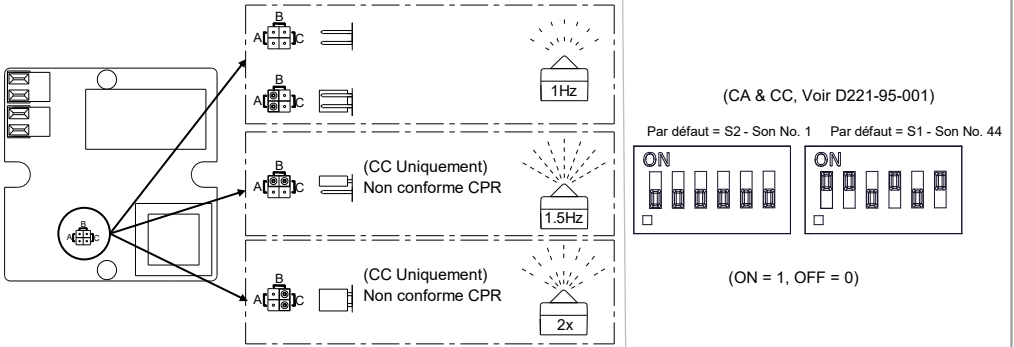 B
A C
B
A C
1Hz
B
A C
(CC Uniquement)
Non conforme CPR
1.5Hz
B
A C
(CC Uniquement)
Non conforme CPR
2x
B
A C
(CA & CC, Voir D221-95-001)
Par défaut = S2 - Son No. 1
Par défaut = S1 - Son No. 44
ON
ON
(ON = 1, OFF = 0)